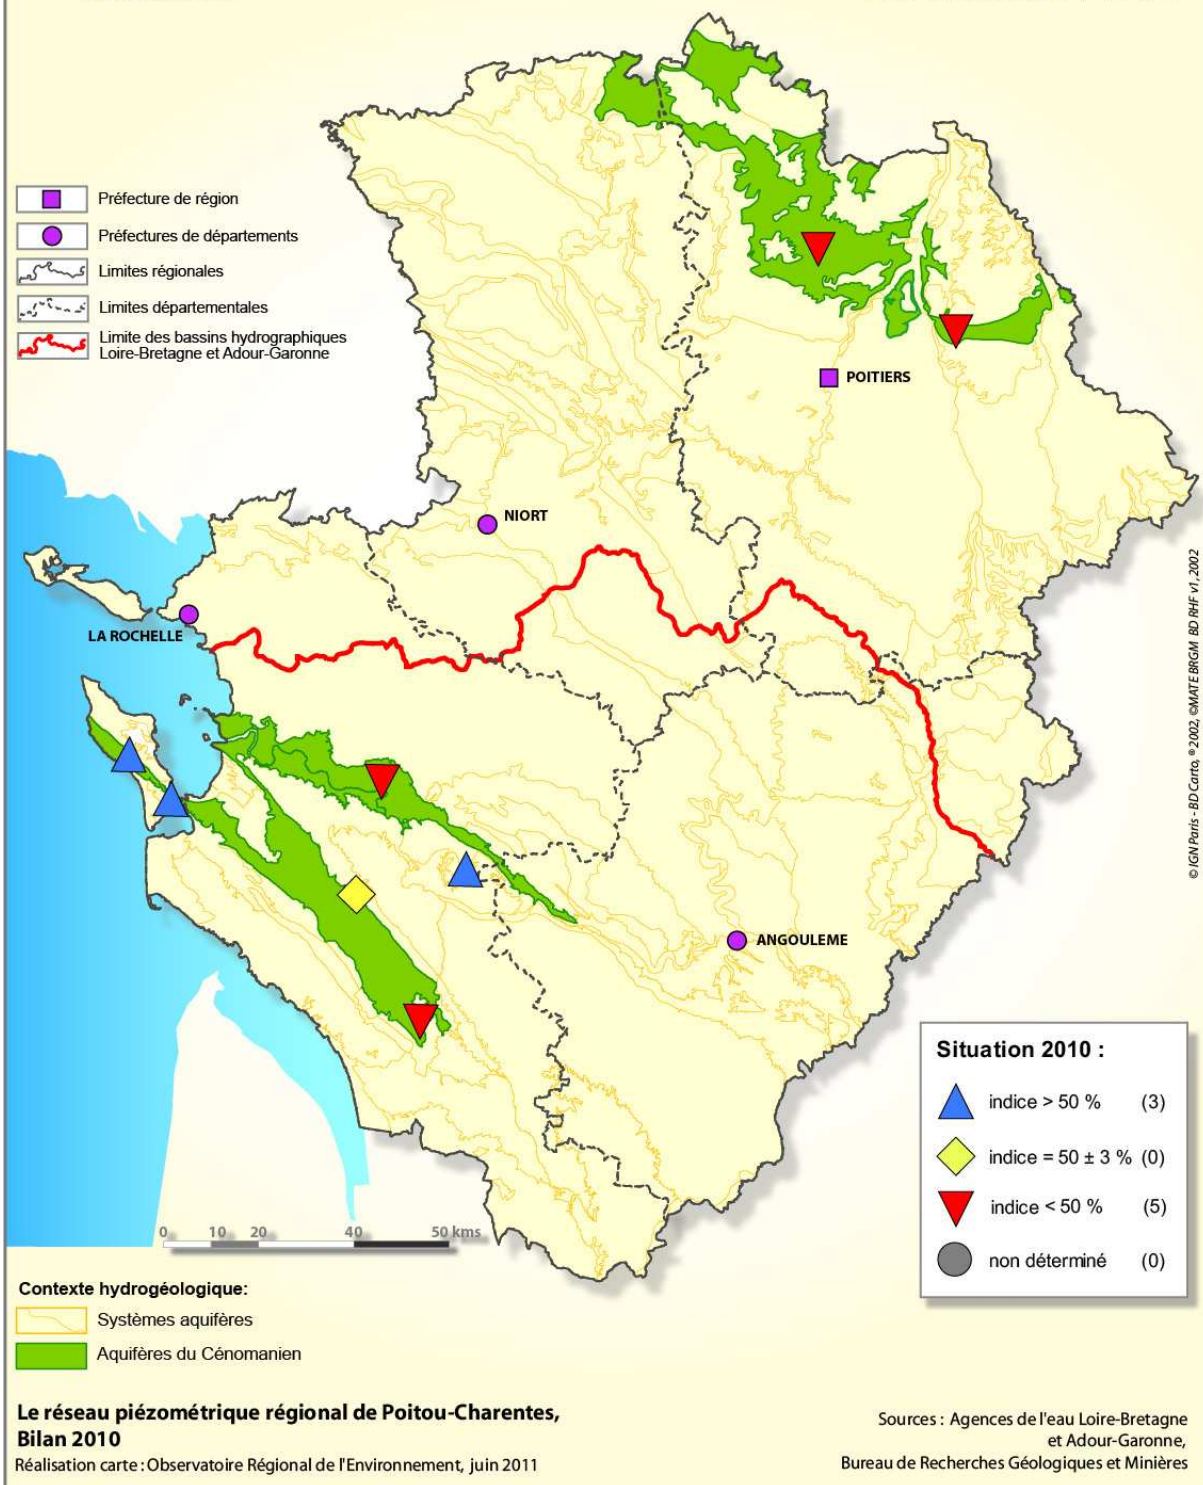 Préfecture de région
Préfectures de départements
Limites régionales
Limites départementales
Limite des bassins hydrographiques
Loire-Bretagne et Adour-Garonne
POITIERS
NIORT
LA ROCHELLE
ANGOULEME
© IGN Paris - BD Carto, ® 2002, ©MATE BRGM BD RHF v1, 2002
Situation 2010 :
indice > 50 % (3)
indice = 50 ± 3 % (0)
indice < 50 % (5)
non déterminé (0)
0 10 20 40 50 kms
Contexte hydrogéologique:
Systèmes aquifères
Aquifères du Cénomanien
Le réseau piézométrique régional de Poitou-Charentes,
Bilan 2010
Réalisation carte : Observatoire Régional de l'Environnement, juin 2011
Sources : Agences de l'eau Loire-Bretagne
et Adour-Garonne,
Bureau de Recherches Géologiques et Minières